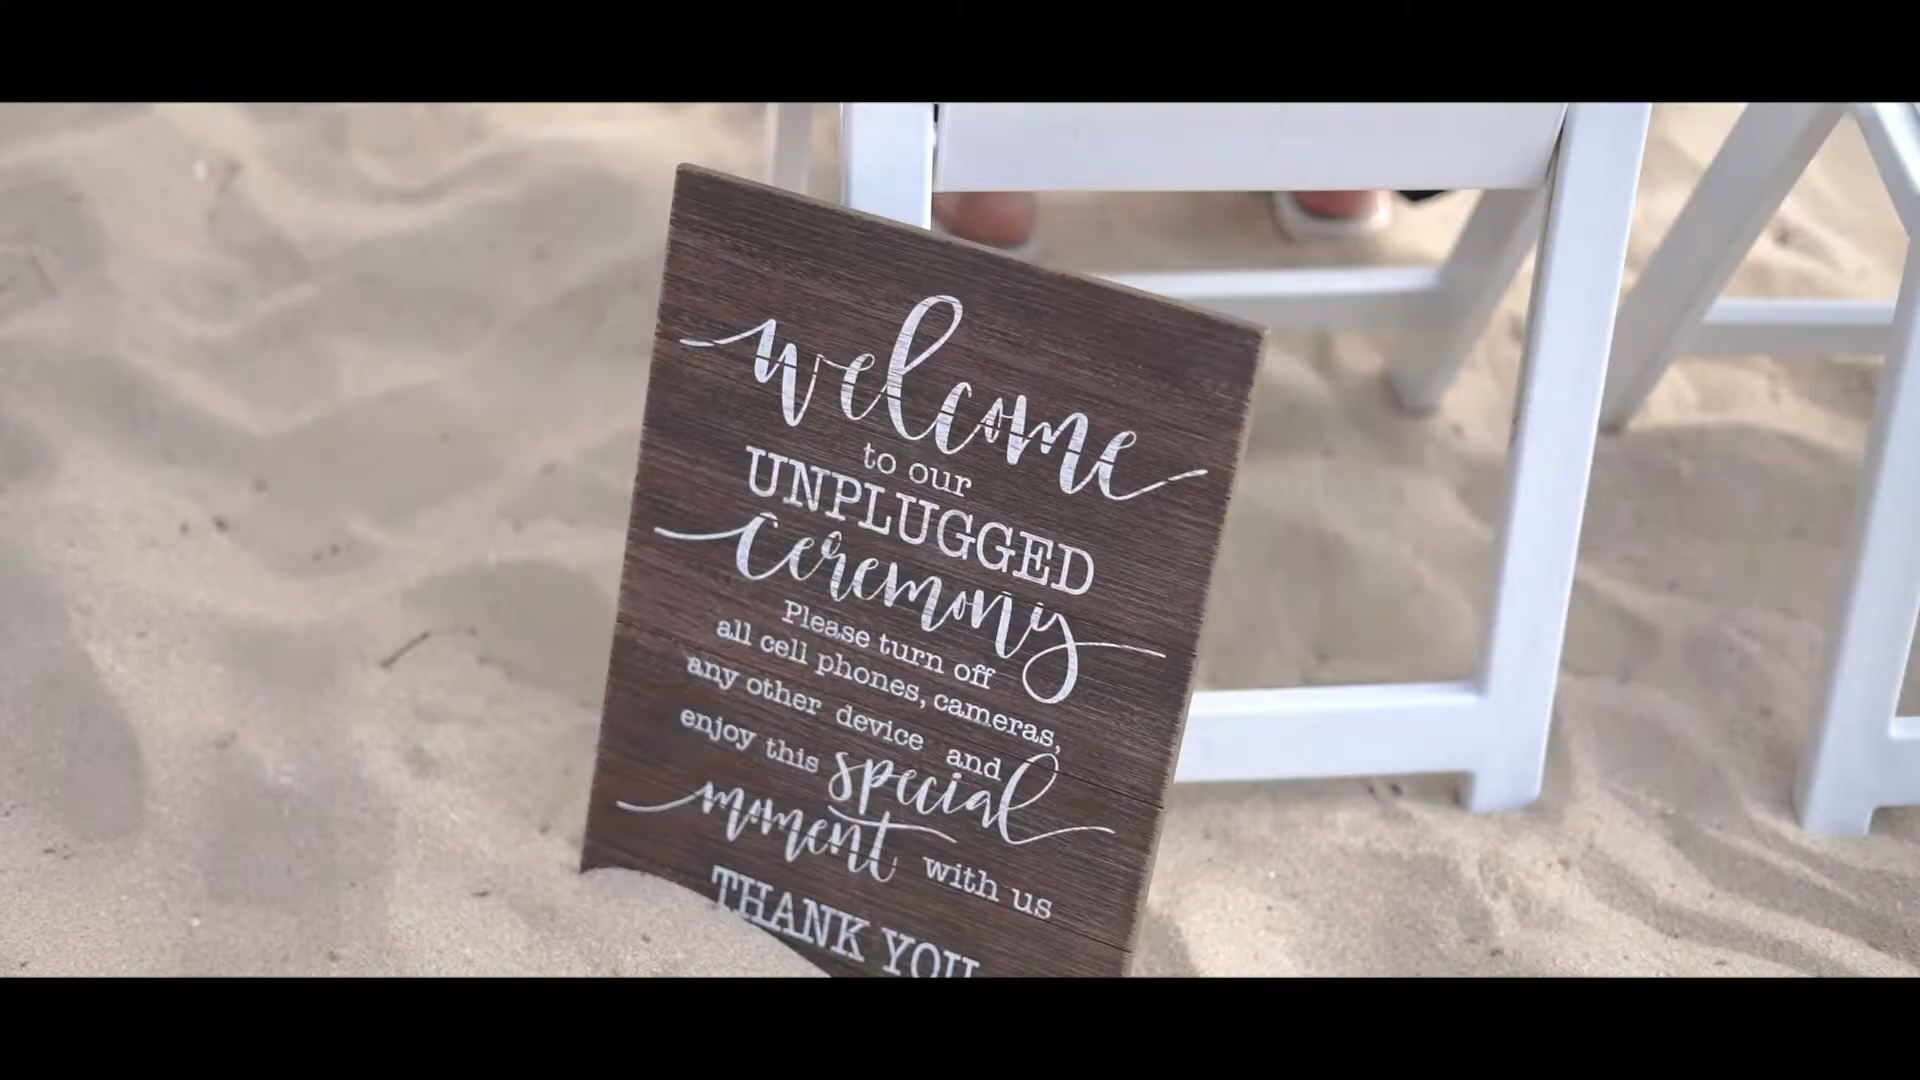 welcome
to our
UNPLUGGED
ceremony
Please turn off
all cell phones, cameras,
any other device and
enjoy this special
moment with us
THANK YOU